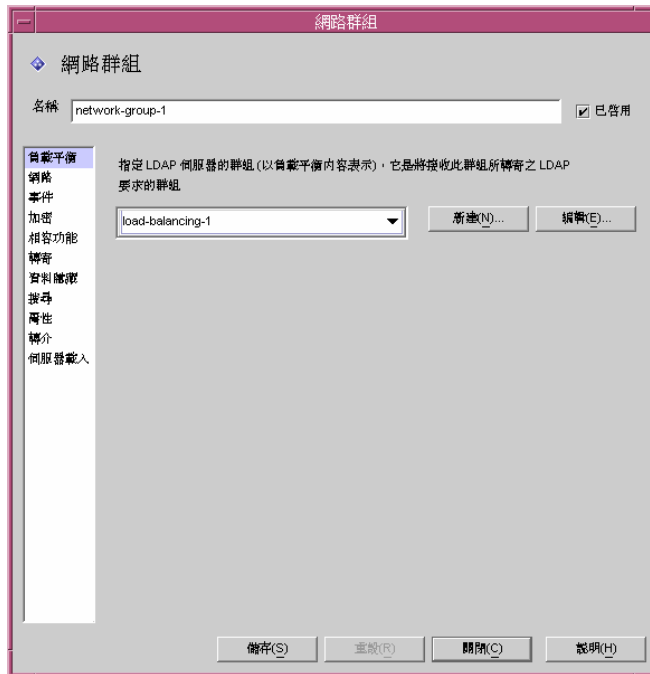 網路群組
網路群組
名稱 network-group-1 已啓用
負載平衡
網路
事件
加密
相容功能
轉寄
資料隱藏
搜尋
屬性
轉介
伺服器載入
指定 LDAP 伺服器的群組 (以負載平衡內容表示),它是將接收此群組所轉寄之 LDAP
要求的群組
load-balancing-1 新建(N)... 編輯(E)...
儲存(S) 重設(R) 關閉(C) 說明(H)